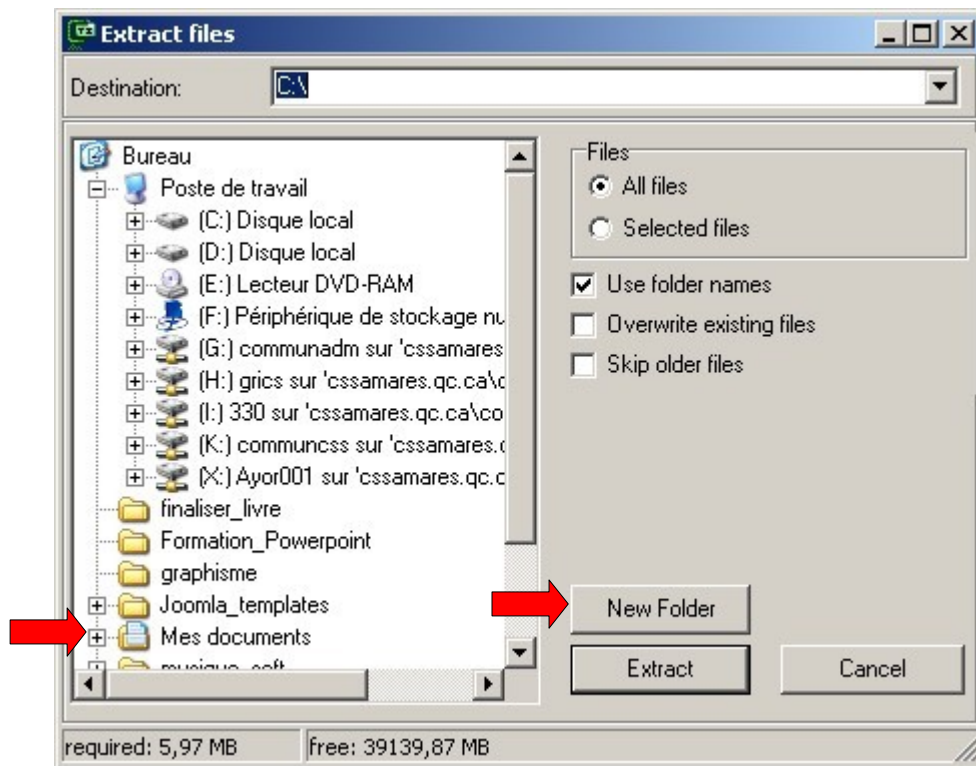 Extract files
Destination:
C:\
Bureau
Poste de travail
(C:) Disque local
(D:) Disque local
(E:) Lecteur DVD-RAM
(F:) Périphérique de stockage nu
(G:) communadm sur 'cssamares
(H:) grics sur 'cssamares.qc.ca\c
(I:) 330 sur 'cssamares.qc.ca\co
(K:) communcss sur 'cssamares.
(X:) Ayor001 sur 'cssamares.qc.c
finaliser_livre
Formation_Powerpoint
graphisme
Joomla_templates
Mes documents
Files
All files
Selected files
Use folder names
Overwrite existing files
Skip older files
New Folder
Extract
Cancel
required: 5,97 MB
free: 39139,87 MB